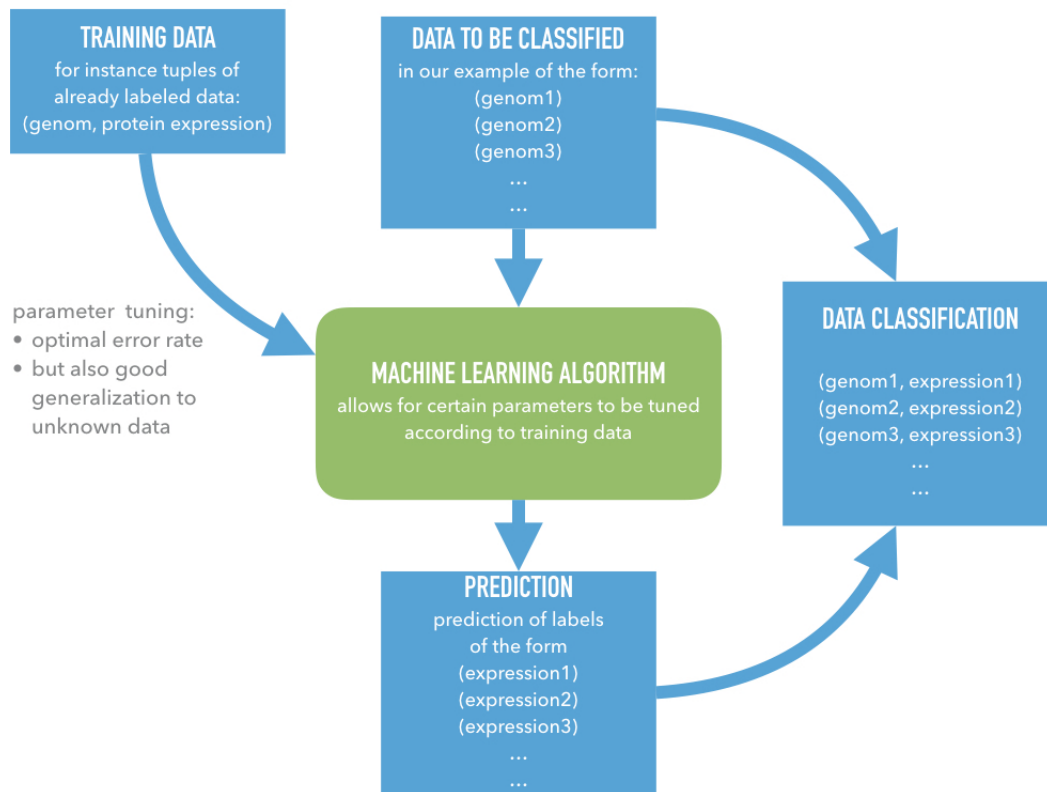 TRAINING DATA
for instance tuples of
already labeled data:
(genom, protein expression)
DATA TO BE CLASSIFIED
in our example of the form:
(genom1)
(genom2)
(genom3)
...
...
parameter tuning:
• optimal error rate
• but also good
generalization to
unknown data
MACHINE LEARNING ALGORITHM
allows for certain parameters to be tuned
according to training data
DATA CLASSIFICATION
(genom1, expression1)
(genom2, expression2)
(genom3, expression3)
...
...
PREDICTION
prediction of labels
of the form
(expression1)
(expression2)
(expression3)
...
...